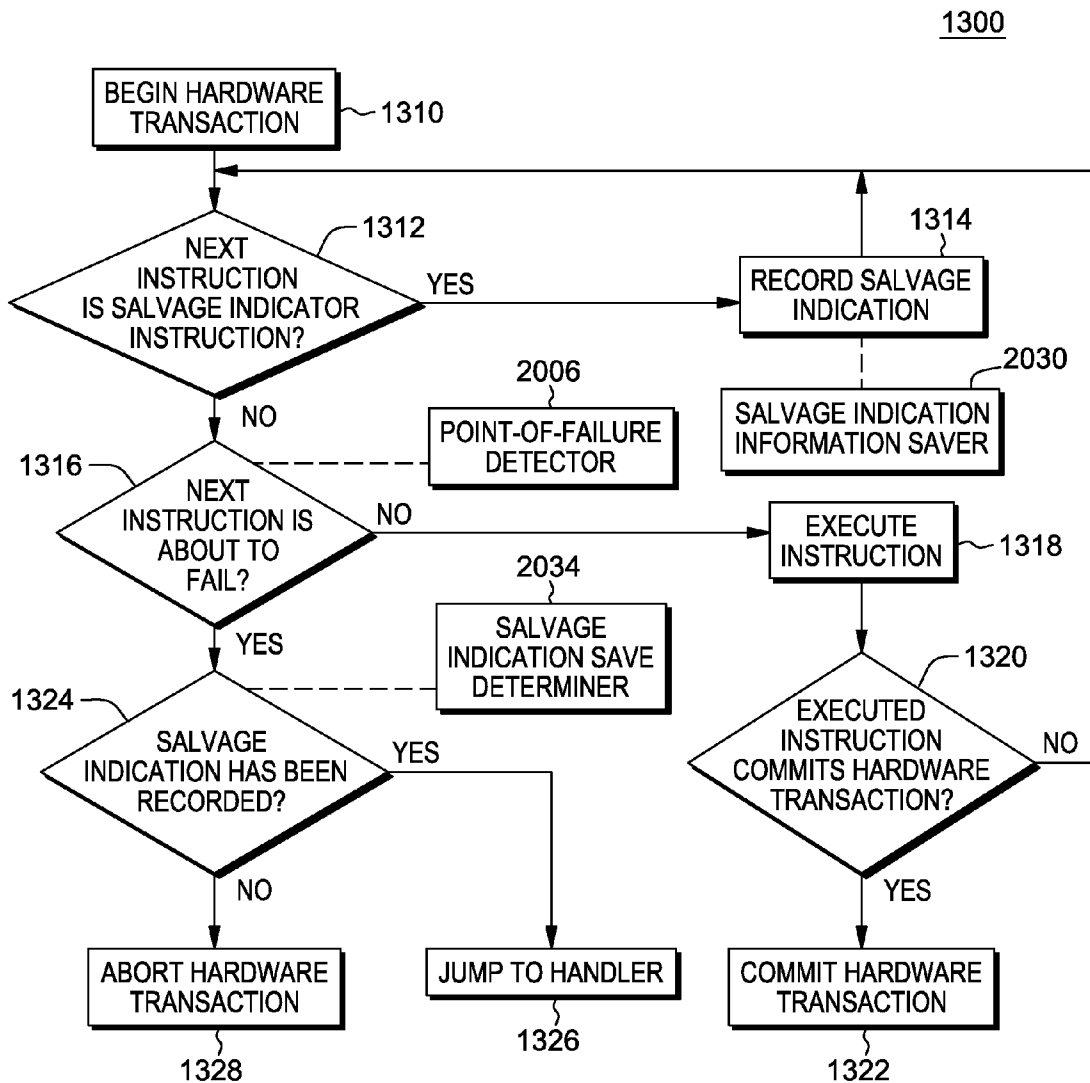 1300
BEGIN HARDWARE
TRANSACTION
1310
NEXT
INSTRUCTION
IS SALVAGE INDICATOR
INSTRUCTION?
1312
YES
NO
1314
RECORD SALVAGE
INDICATION
2030
SALVAGE INDICATION
INFORMATION SAVER
2006
POINT-OF-FAILURE
DETECTOR
1316
NEXT
INSTRUCTION IS
ABOUT TO
FAIL?
NO
YES
EXECUTE
INSTRUCTION
1318
2034
SALVAGE
INDICATION SAVE
DETERMINER
1324
SALVAGE
INDICATION HAS BEEN
RECORDED?
YES
NO
1320
EXECUTED
INSTRUCTION
COMMITS HARDWARE
TRANSACTION?
NO
YES
ABORT HARDWARE
TRANSACTION
1328
JUMP TO HANDLER
1326
COMMIT HARDWARE
TRANSACTION
1322